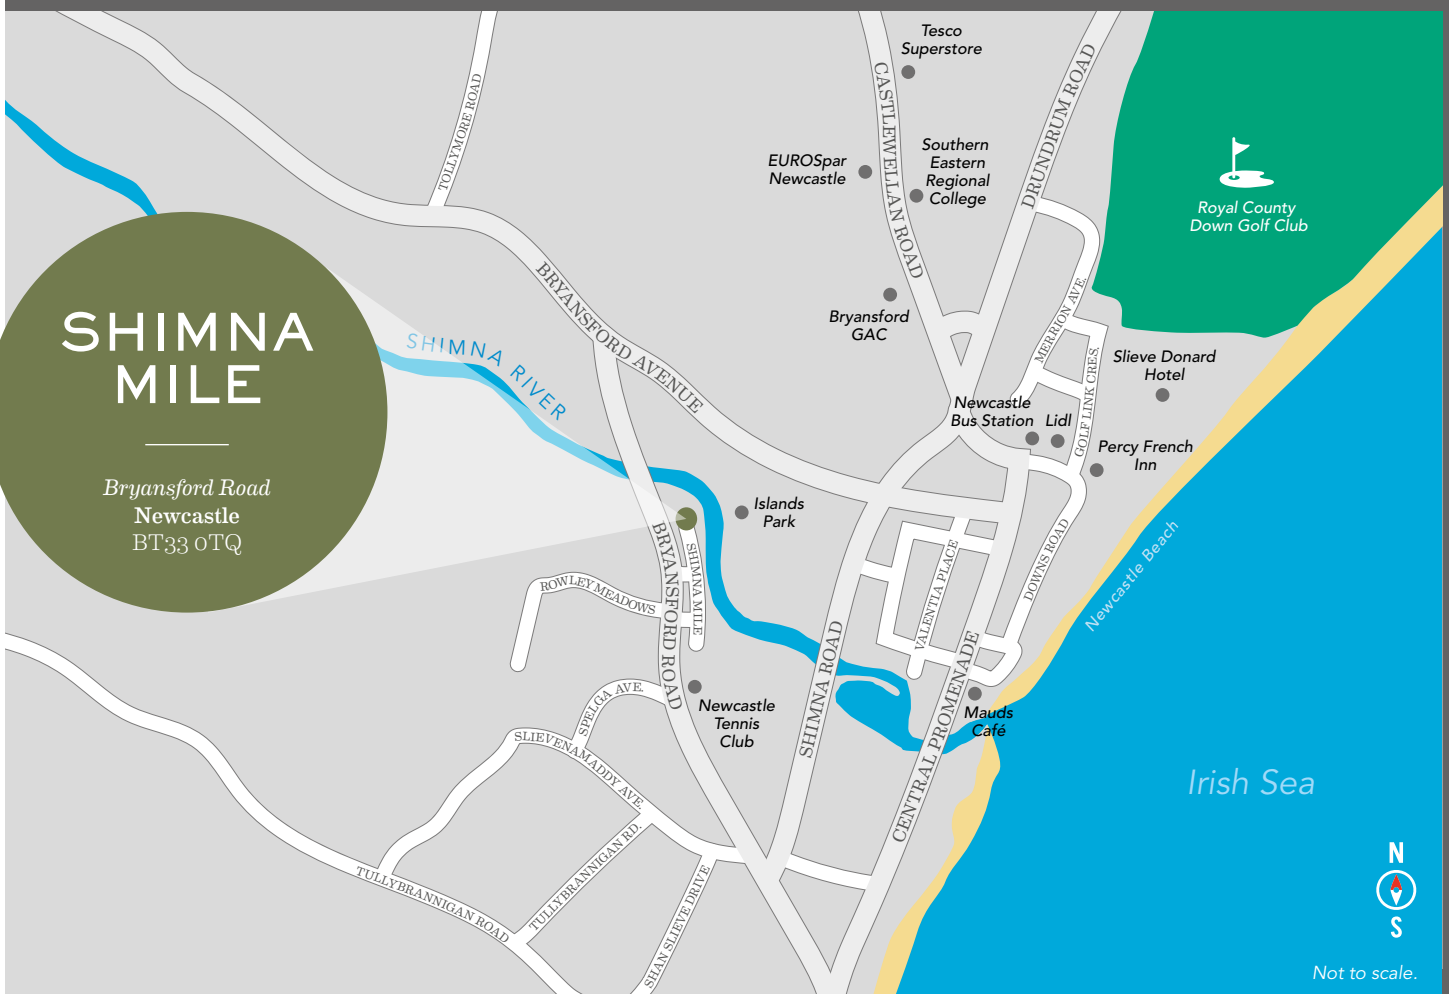 Tesco
Superstore
TOLLYMORE ROAD
CASTLEWELLAN ROAD
DRUNDRUM ROAD
EUROSpar
Newcastle
Southern
Eastern
Regional
College
Royal County
Down Golf Club
BRYANSFORD AVENUE
Bryansford
GAC
MERRION AVE.
SHIMNA
MILE
Bryansford Road
Newcastle
BT33 0TQ
SHIMNA RIVER
GOLF LINK CRES.
Slieve Donard
Hotel
Newcastle
Bus Station
Lidl
Percy French
Inn
Islands
Park
BRYANSFORD ROAD
SHIMNA MILE
ROWLEY MEADOWS
VALENTIA PLACE
DOWNS ROAD
Newcastle Beach
SHIMNA ROAD
CENTRAL PROMENADE
SPELGA AVE.
Newcastle
Tennis
Club
Mauds
Café
SLIEVENAMADDY AVE.
TULLYBRANNIGAN RD.
TULLYBRANNIGAN ROAD
SHAN SLIEVE DRIVE
Irish Sea
N
S
Not to scale.